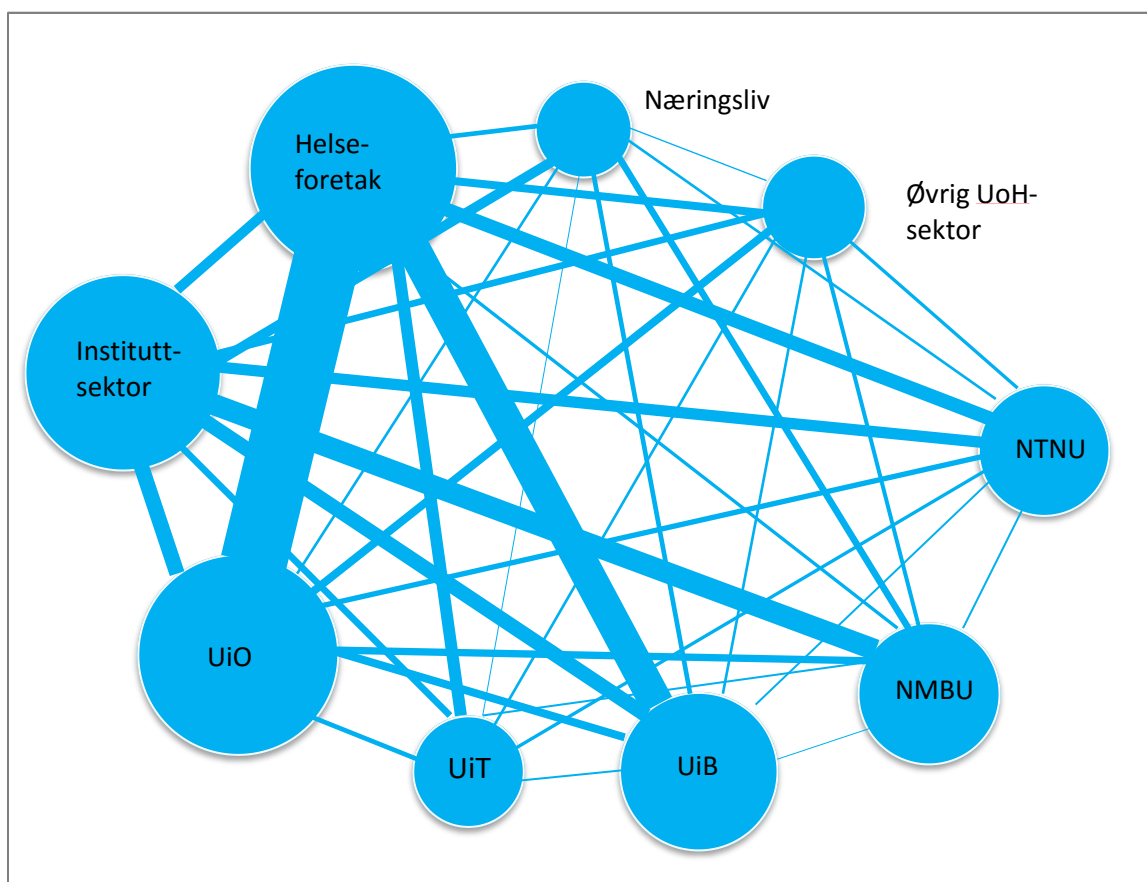 Næringsliv
Helse-
foretak
Øvrig UoH-
sektor
Institutt-
sektor
NTNU
UiO
NMBU
UiT
UiB